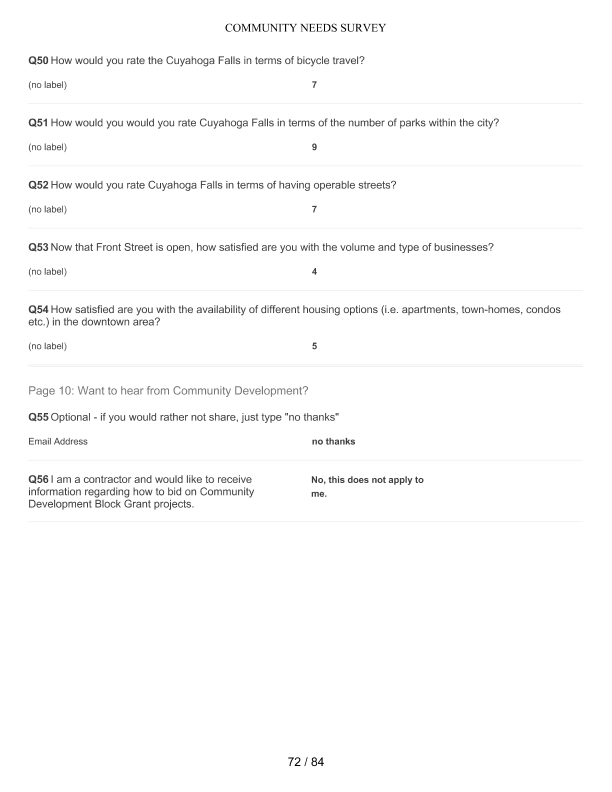 COMMUNITY NEEDS SURVEY
Q50 How would you rate the Cuyahoga Falls in terms of bicycle travel?
(no label) 7
Q51 How would you would you rate Cuyahoga Falls in terms of the number of parks within the city?
(no label) 9
Q52 How would you rate Cuyahoga Falls in terms of having operable streets?
(no label) 7
Q53 Now that Front Street is open, how satisfied are you with the volume and type of businesses?
(no label) 4
Q54 How satisfied are you with the availability of different housing options (i.e. apartments, town-homes, condos
etc.) in the downtown area?
(no label) 5
Page 10: Want to hear from Community Development?
Q55 Optional - if you would rather not share, just type "no thanks"
Email Address no thanks
Q56 I am a contractor and would like to receive
information regarding how to bid on Community
Development Block Grant projects.
No, this does not apply to
me.
72 / 84